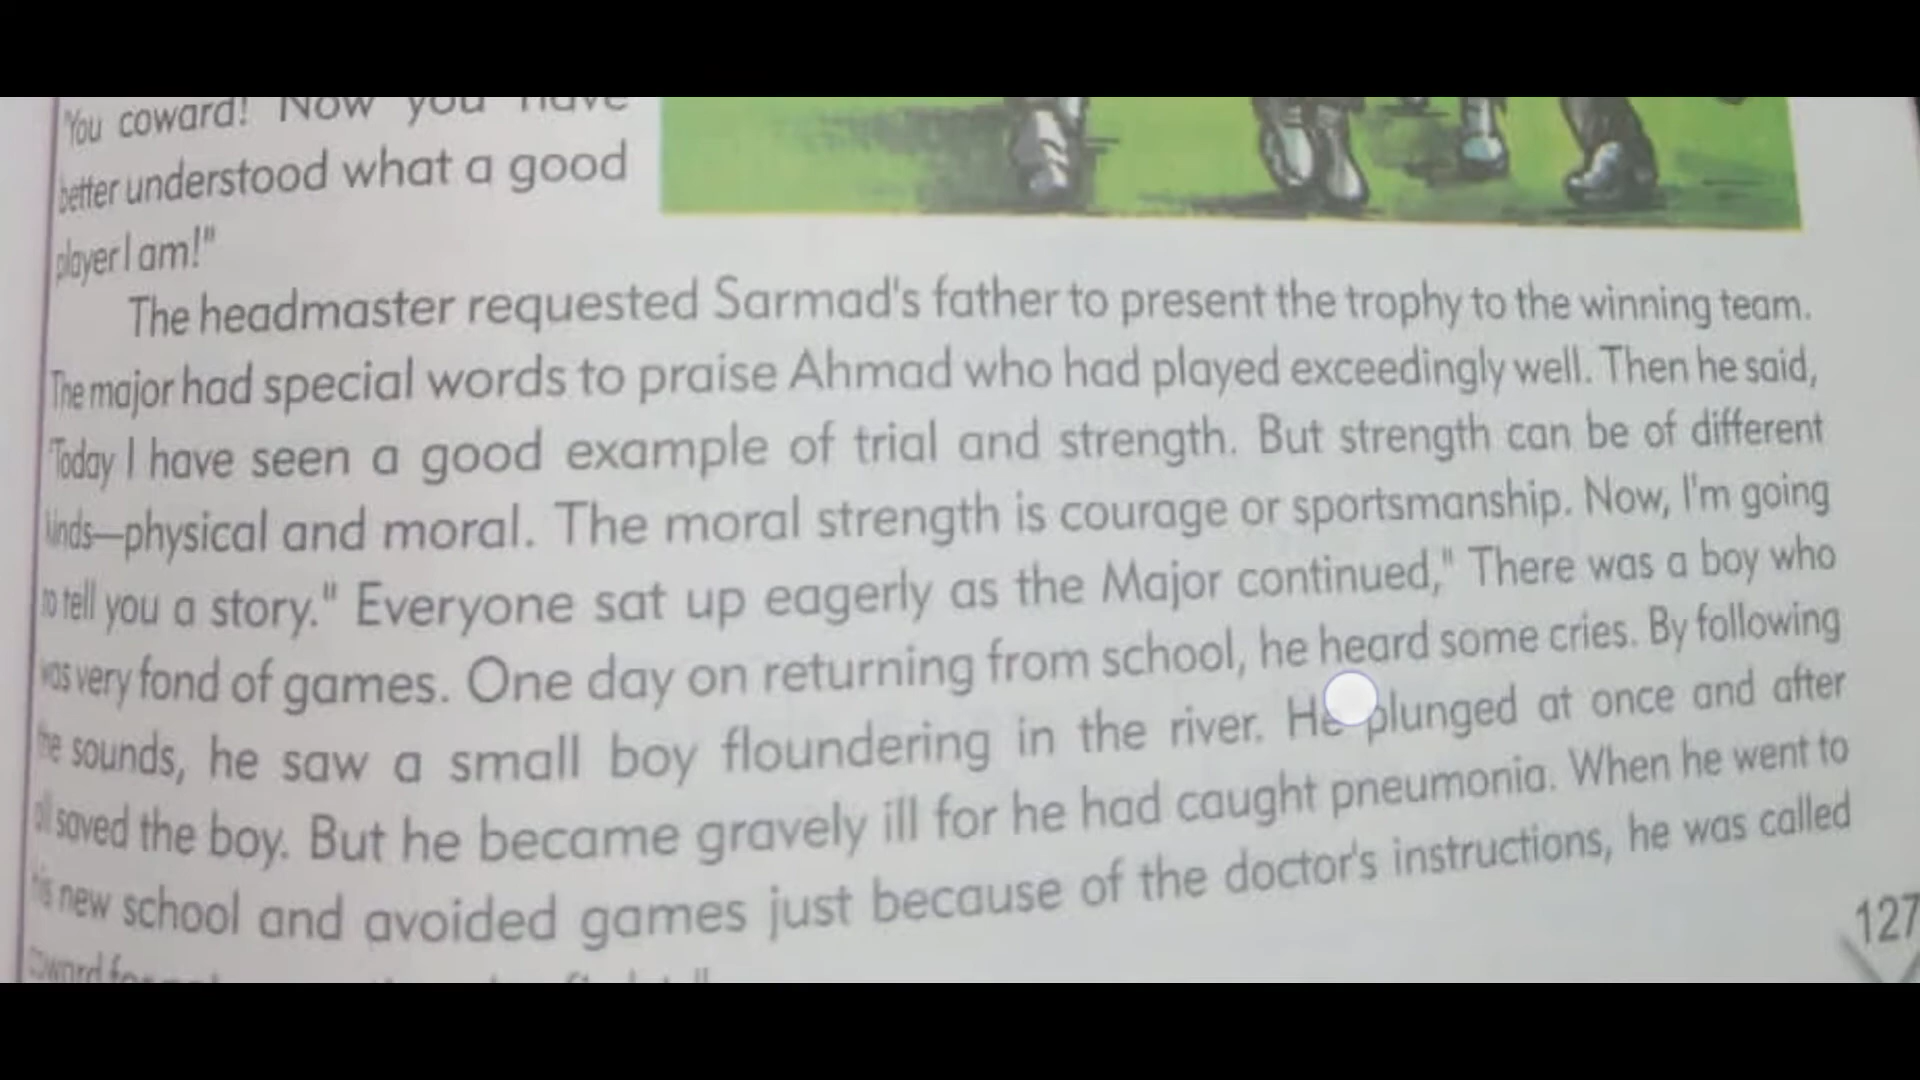 "You coward! Now you have
better understood what a good
player I am!"
The headmaster requested Sarmad's father to present the trophy to the winning team.
The major had special words to praise Ahmad who had played exceedingly well. Then he said,
"Today I have seen a good example of trial and strength. But strength can be of different
kinds—physical and moral. The moral strength is courage or sportsmanship. Now, I'm going
to tell you a story." Everyone sat up eagerly as the Major continued," There was a boy who
was very fond of games. One day on returning from school, he heard some cries. By following
the sounds, he saw a small boy floundering in the river. He plunged at once and after
all saved the boy. But he became gravely ill for he had caught pneumonia. When he went to
his new school and avoided games just because of the doctor's instructions, he was called
127